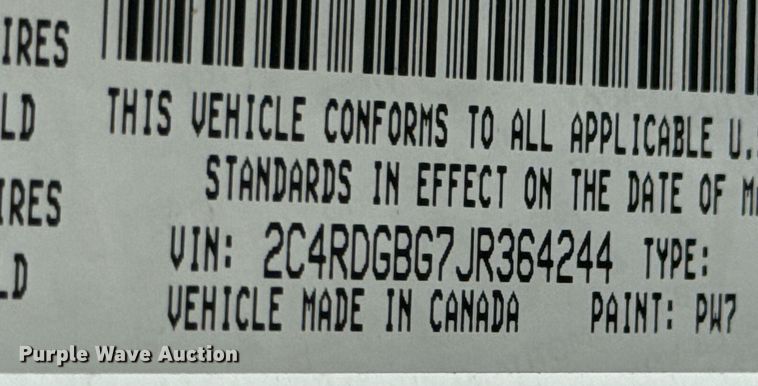 IRES
LD
THIS VEHICLE CONFORMS TO ALL APPLICABLE U.
STANDARDS IN EFFECT ON THE DATE OF
IRES
LD
VIN: 2C4RDGBG7JR364244 TYPE:
VEHICLE MADE IN CANADA PAINT: PW7
Purple Wave Auction